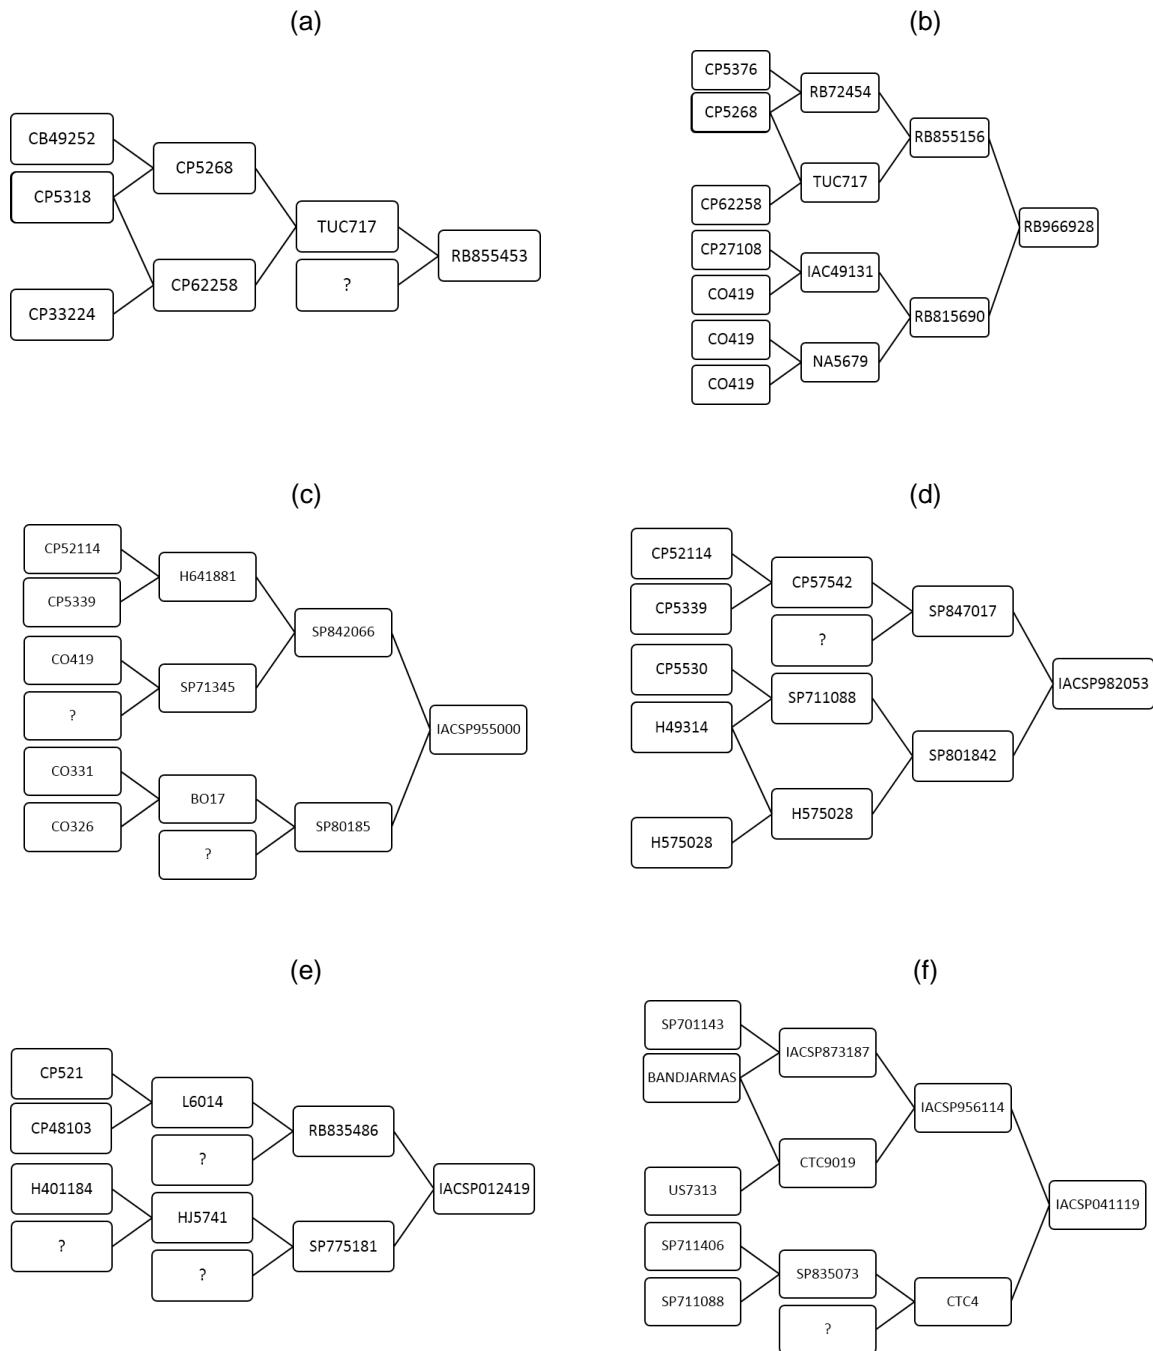 (a)
CB49252
CP5318
CP33224
CP5268
CP62258
TUC717
?
RB855453
(b)
CP5376
CP5268
CP62258
CP27108
CO419
CO419
CO419
RB72454
TUC717
IAC49131
NA5679
RB855156
RB815690
RB966928
(c)
CP52114
CP5339
CO419
?
CO331
CO326
H641881
SP71345
BO17
?
SP842066
SP80185
IACSP955000
(d)
CP52114
CP5339
CP5530
H49314
H575028
CP57542
?
SP711088
H575028
SP847017
SP801842
IACSP982053
(e)
CP521
CP48103
H401184
?
L6014
?
HJ5741
?
RB835486
SP775181
IACSP012419
(f)
SP701143
BANDJARMAS
US7313
SP711406
SP711088
IACSP873187
CTC9019
SP835073
?
IACSP956114
CTC4
IACSP041119